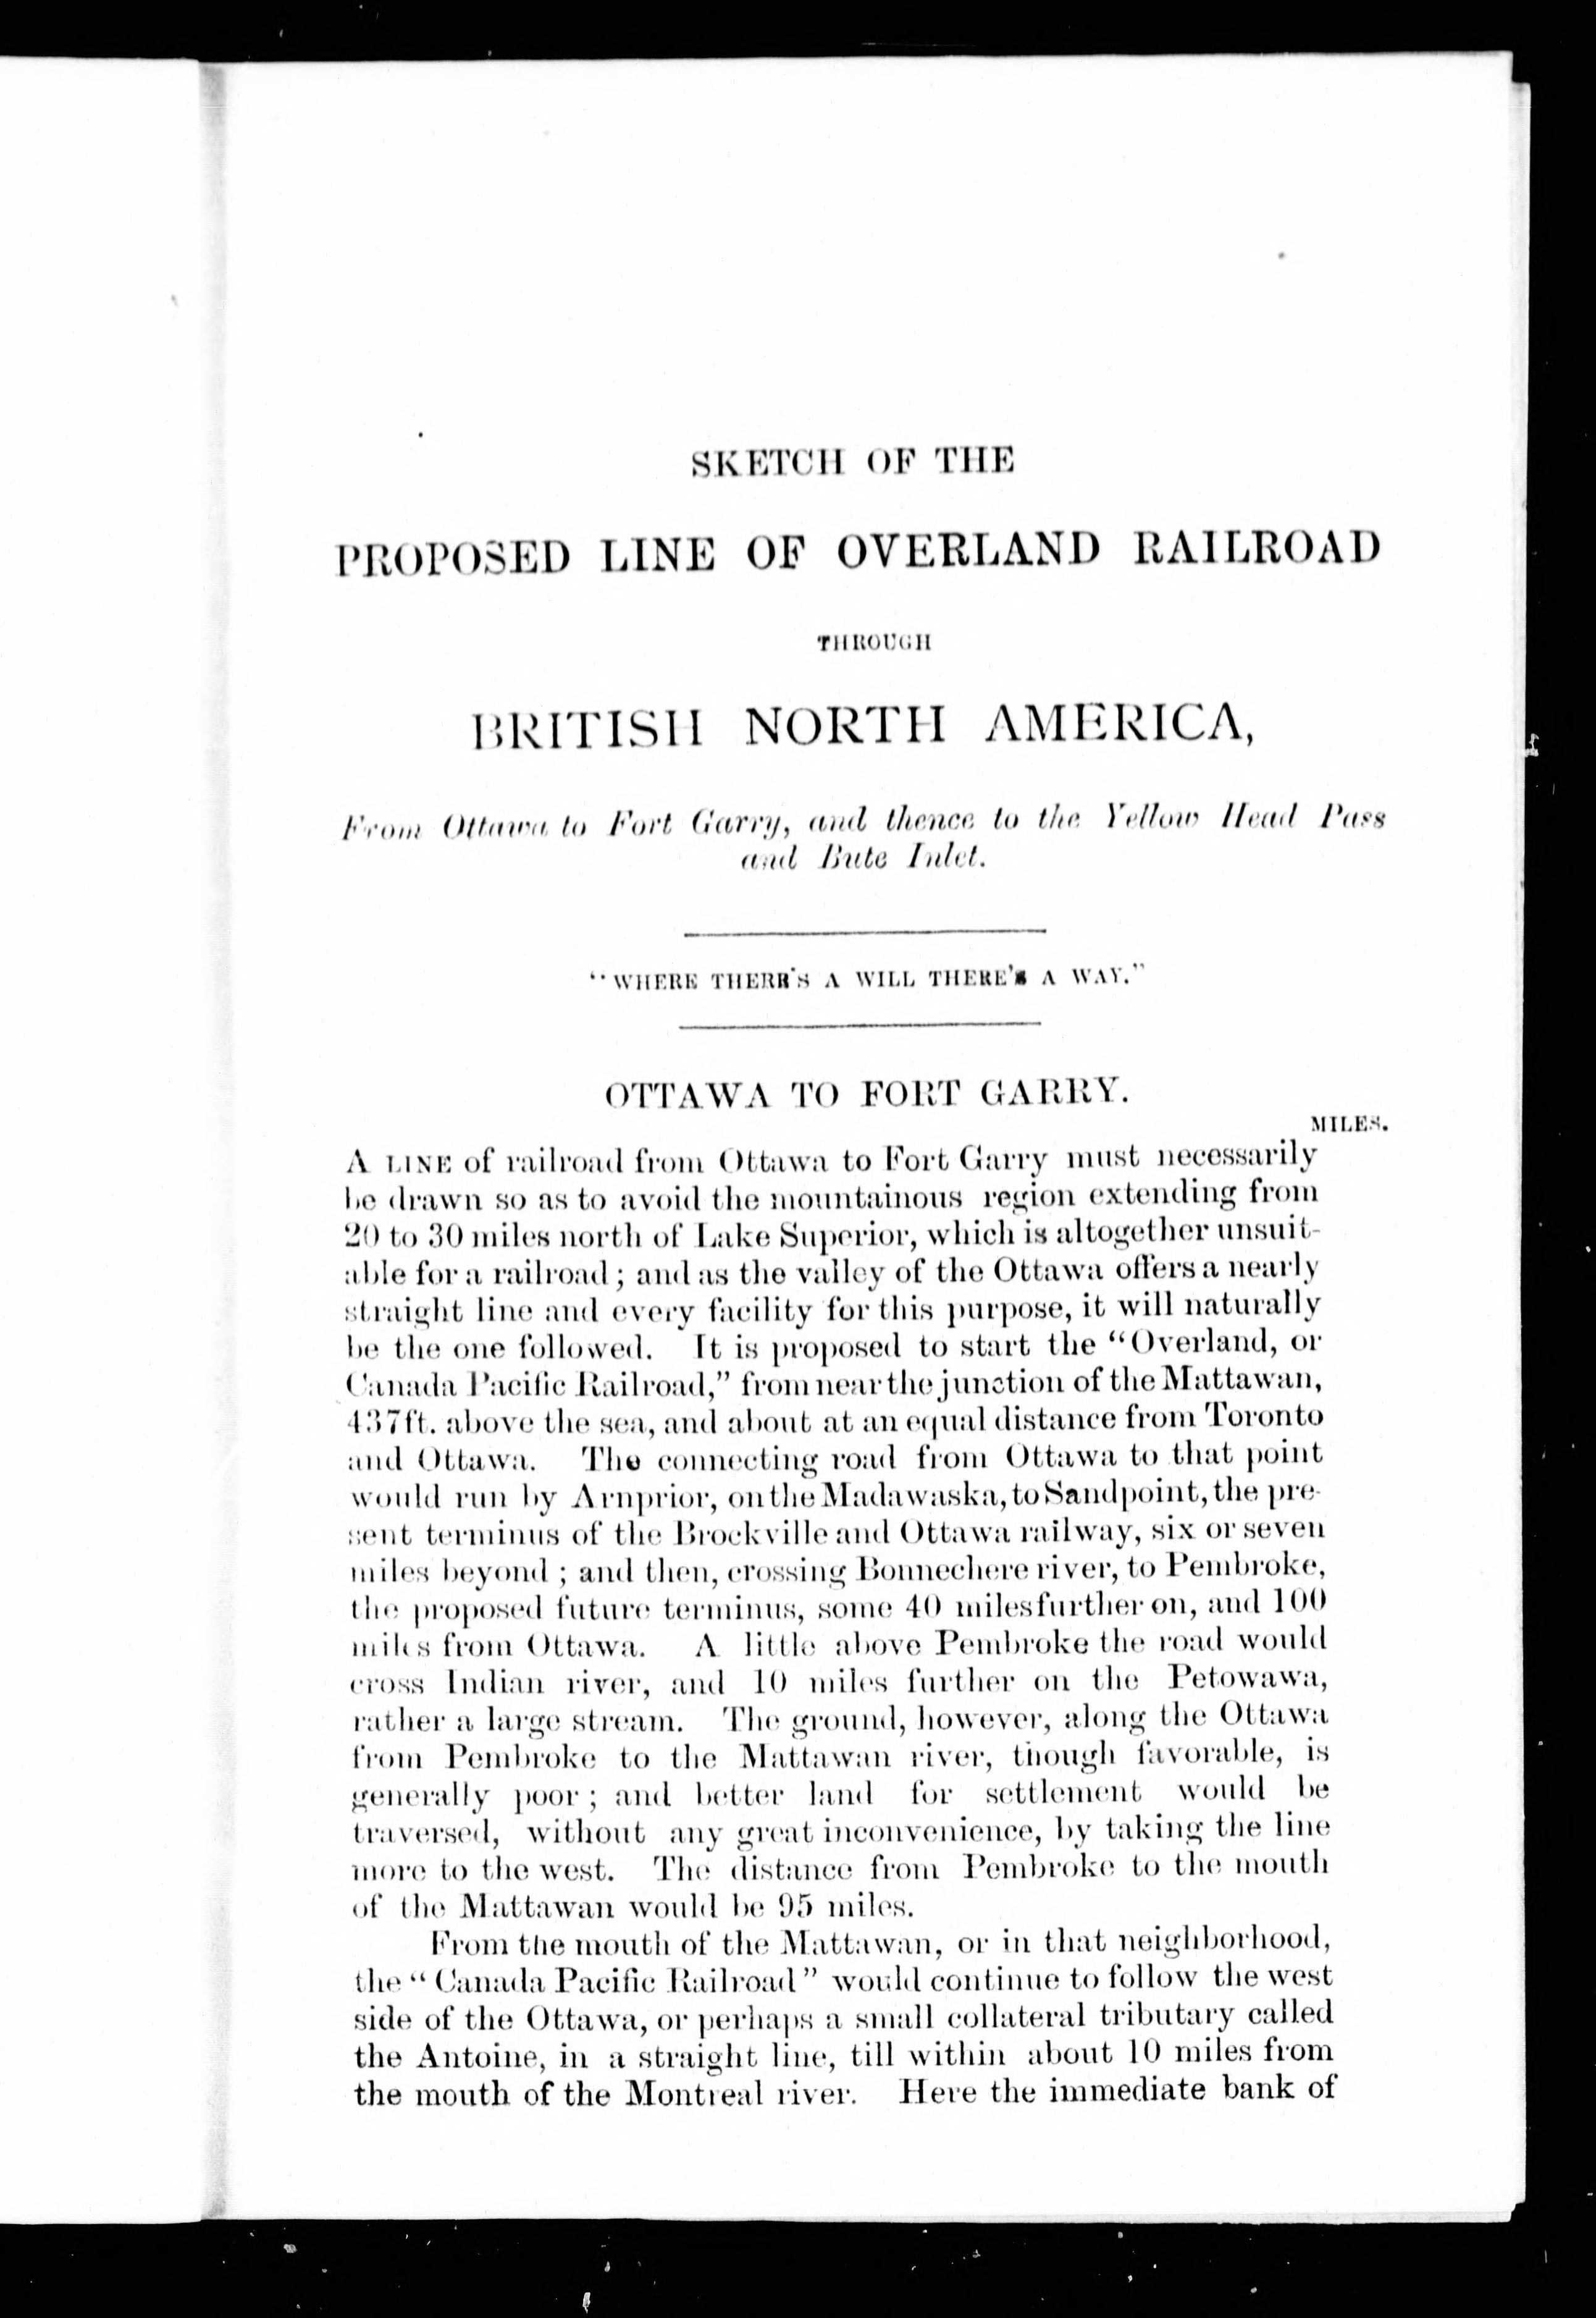 SKETCH OF THE
PROPOSED LINE OF OVERLAND RAILROAD
THROUGH
BRITISH NORTH AMERICA,
From Ottawa to Fort Garry, and thence to the Yellow Head Pass
and Bute Inlet.
"WHERE THERE'S A WILL THERE'S A WAY."
OTTAWA TO FORT GARRY.
MILES.
A LINE of railroad from Ottawa to Fort Garry must necessarily
be drawn so as to avoid the mountainous region extending from
20 to 30 miles north of Lake Superior, which is altogether unsuit-
able for a railroad; and as the valley of the Ottawa offers a nearly
straight line and every facility for this purpose, it will naturally
be the one followed. It is proposed to start the "Overland, or
Canada Pacific Railroad," from near the junction of the Mattawan,
437ft. above the sea, and about at an equal distance from Toronto
and Ottawa. The connecting road from Ottawa to that point
would run by Arnprior, on the Madawaska, to Sandpoint, the pre-
sent terminus of the Brockville and Ottawa railway, six or seven
miles beyond; and then, crossing Bonnechere river, to Pembroke,
the proposed future terminus, some 40 miles further on, and 100
miles from Ottawa. A little above Pembroke the road would
cross Indian river, and 10 miles further on the Petowawa,
rather a large stream. The ground, however, along the Ottawa
from Pembroke to the Mattawan river, though favorable, is
generally poor; and better land for settlement would be
traversed, without any great inconvenience, by taking the line
more to the west. The distance from Pembroke to the mouth
of the Mattawan would be 95 miles.
From the mouth of the Mattawan, or in that neighborhood,
the "Canada Pacific Railroad" would continue to follow the west
side of the Ottawa, or perhaps a small collateral tributary called
the Antoine, in a straight line, till within about 10 miles from
the mouth of the Montreal river. Here the immediate bank of